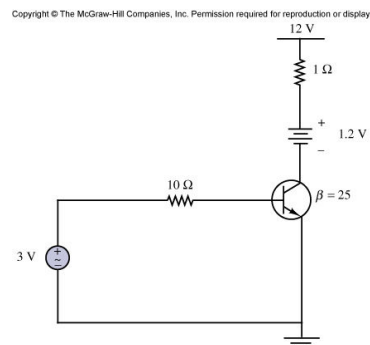 Copyright © The McGraw-Hill Companies, Inc. Permission required for reproduction or display
12 V
1 Ω
+
1.2 V
−
10 Ω
β = 25
3 V
+
~
−